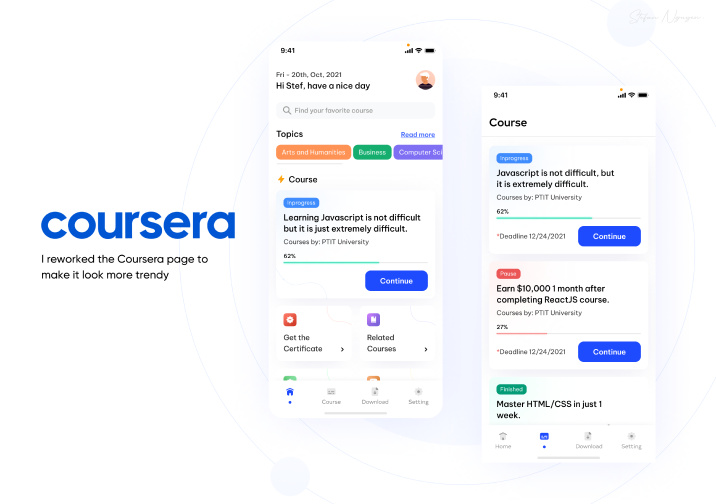 Stefan Nguyen
coursera
I reworked the Coursera page to
make it look more trendy
9:41
Fri - 20th, Oct, 2021
Hi Stef, have a nice day
Find your favorite course
Topics
Read more
Arts and Humanities
Business
Computer Sci
Course
Inprogress
Learning Javascript is not difficult
but it is just extremely difficult.
Courses by: PTIT University
62%
Continue
Get the
Certificate
Related
Courses
Course
Download
Setting
9:41
Course
Inprogress
Javascript is not difficult, but
it is extremely difficult.
Courses by: PTIT University
62%
*Deadline 12/24/2021
Continue
Pause
Earn $10,000 1 month after
completing ReactJS course.
Courses by: PTIT University
27%
*Deadline 12/24/2021
Continue
Finished
Master HTML/CSS in just 1
week.
Home
Download
Setting